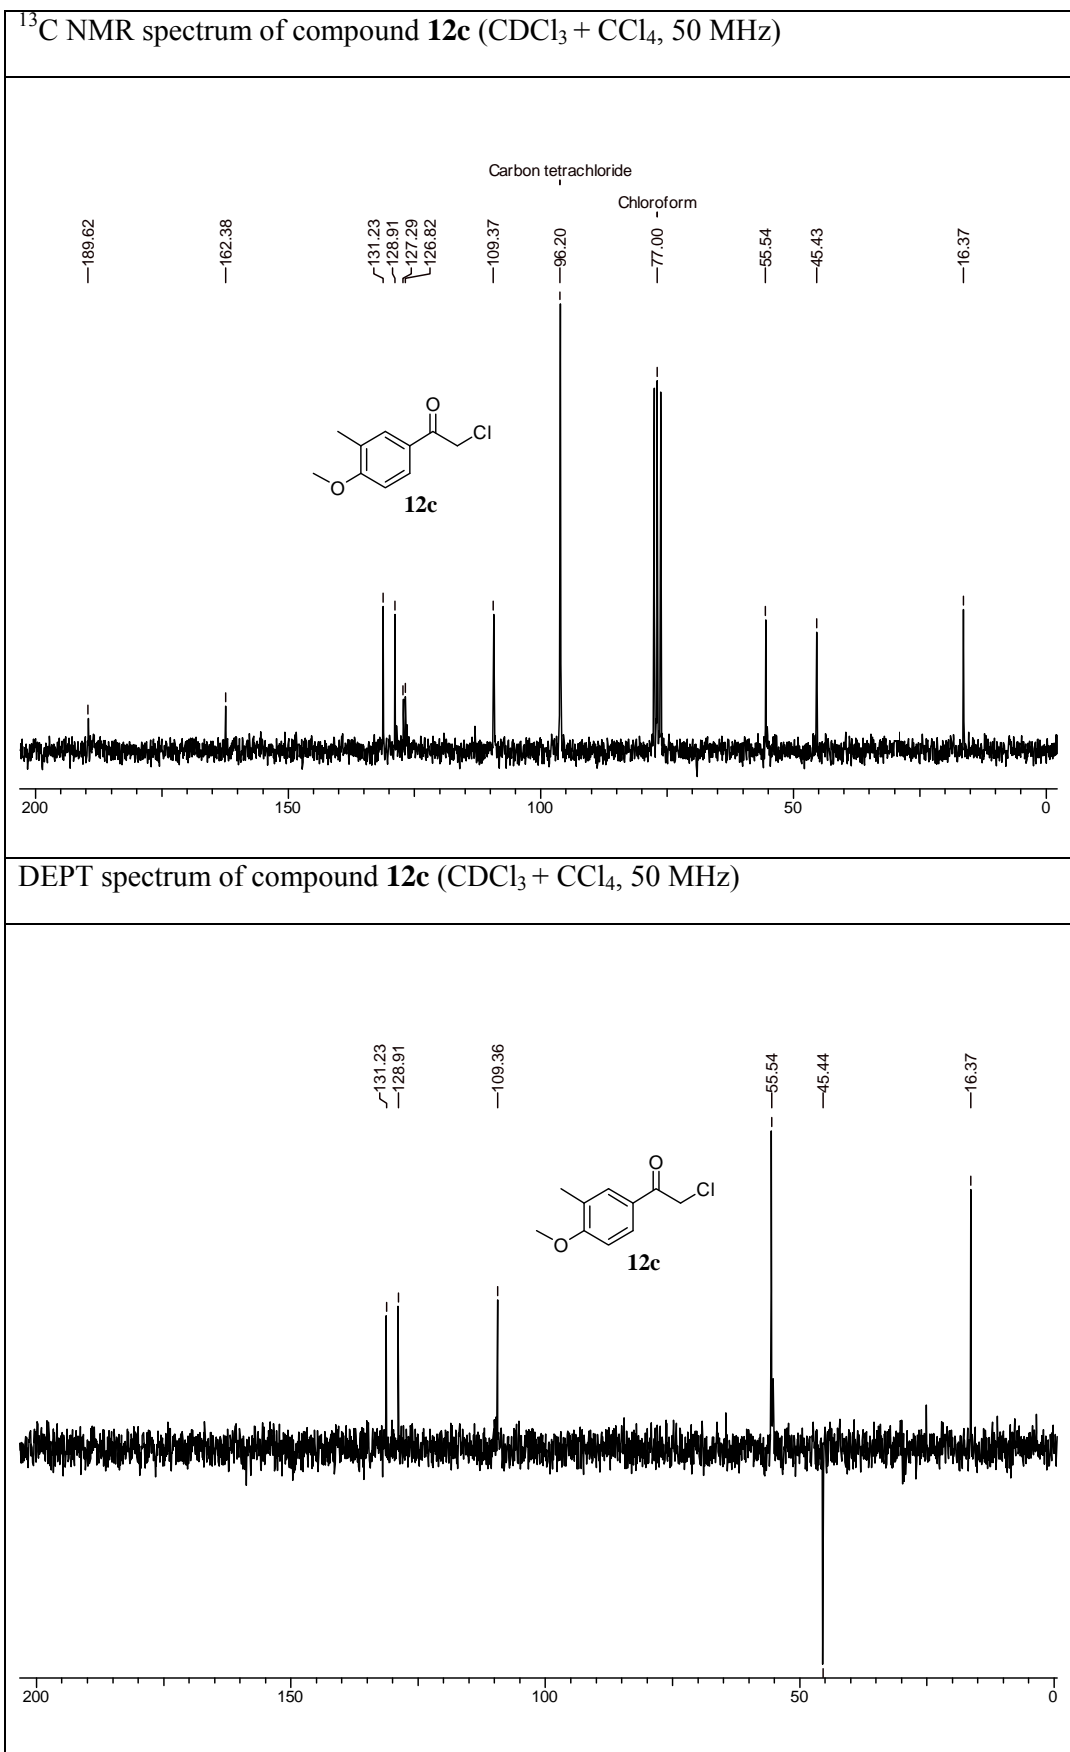 ¹³C NMR spectrum of compound 12c (CDCl₃ + CCl₄, 50 MHz)
Carbon tetrachloride
Chloroform
189.62
162.38
131.23
128.91
127.29
126.82
109.37
96.20
77.00
55.54
45.43
16.37
O
Cl
O
12c
200 150 100 50 0
DEPT spectrum of compound 12c (CDCl₃ + CCl₄, 50 MHz)
131.23
128.91
109.36
55.54
45.44
16.37
O
Cl
O
12c
200 150 100 50 0